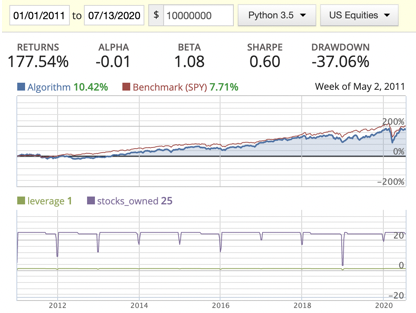 01/01/2011 to 07/13/2020 $ 10000000 Python 3.5 US Equities
RETURNS ALPHA BETA SHARPE DRAWDOWN
177.54% -0.01 1.08 0.60 -37.06%
Algorithm 10.42% Benchmark (SPY) 7.71% Week of May 2, 2011
200%
0%
-200%
leverage 1 stocks_owned 25
20
0
-20
2012 2014 2016 2018 2020